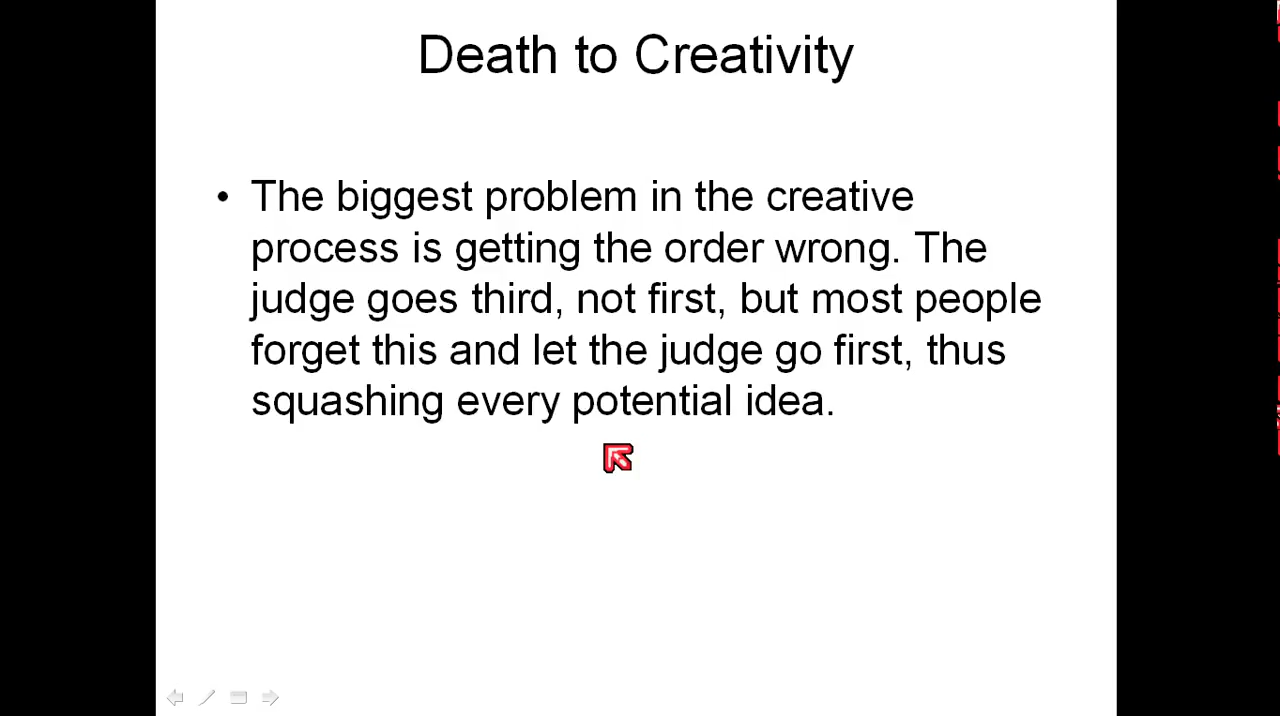 Death to Creativity
• The biggest problem in the creative
process is getting the order wrong. The
judge goes third, not first, but most people
forget this and let the judge go first, thus
squashing every potential idea.